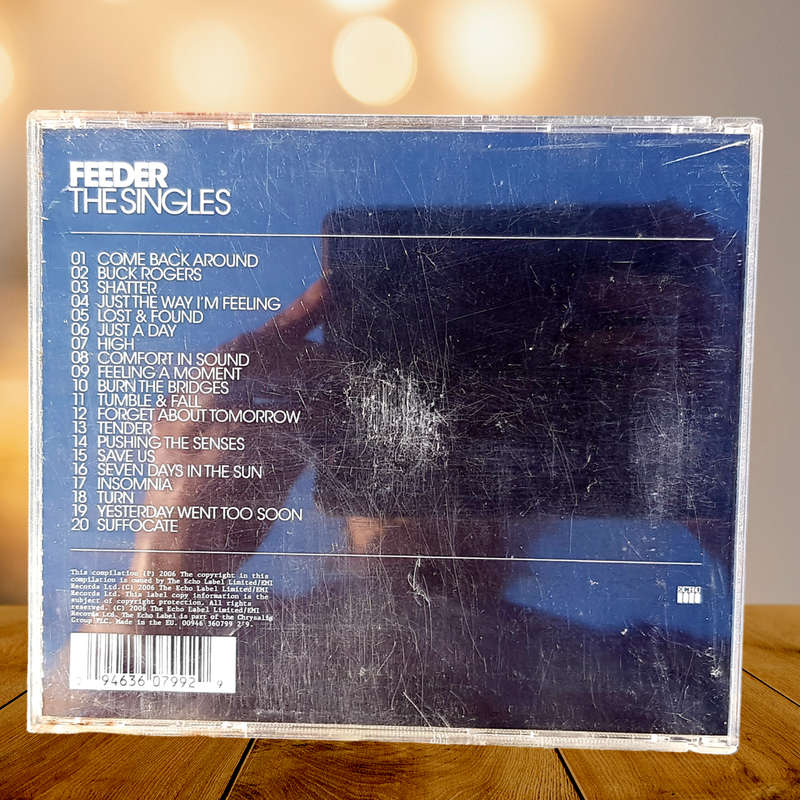 FEEDER
THE SINGLES
01 COME BACK AROUND
02 BUCK ROGERS
03 SHATTER
04 JUST THE WAY I'M FEELING
05 LOST & FOUND
06 JUST A DAY
07 HIGH
08 COMFORT IN SOUND
09 FEELING A MOMENT
10 BURN THE BRIDGES
11 TUMBLE & FALL
12 FORGET ABOUT TOMORROW
13 TENDER
14 PUSHING THE SENSES
15 SAVE US
16 SEVEN DAYS IN THE SUN
17 INSOMNIA
18 TURN
19 YESTERDAY WENT TOO SOON
20 SUFFOCATE
This compilation (P) 2006 The copyright in this
compilation is owned by The Echo Label Limited/EMI
Records Ltd.(C) 2006 The Echo Label Limited/EMI
Records Ltd. This label copy information is the
subject of copyright protection. All rights
reserved. (C) 2006 The Echo Label Limited/EMI
Records Ltd. The Echo Label is part of the Chrysalis
Group PLC. Made in the EU. 00946 360799 2 9.
94636 07992 9